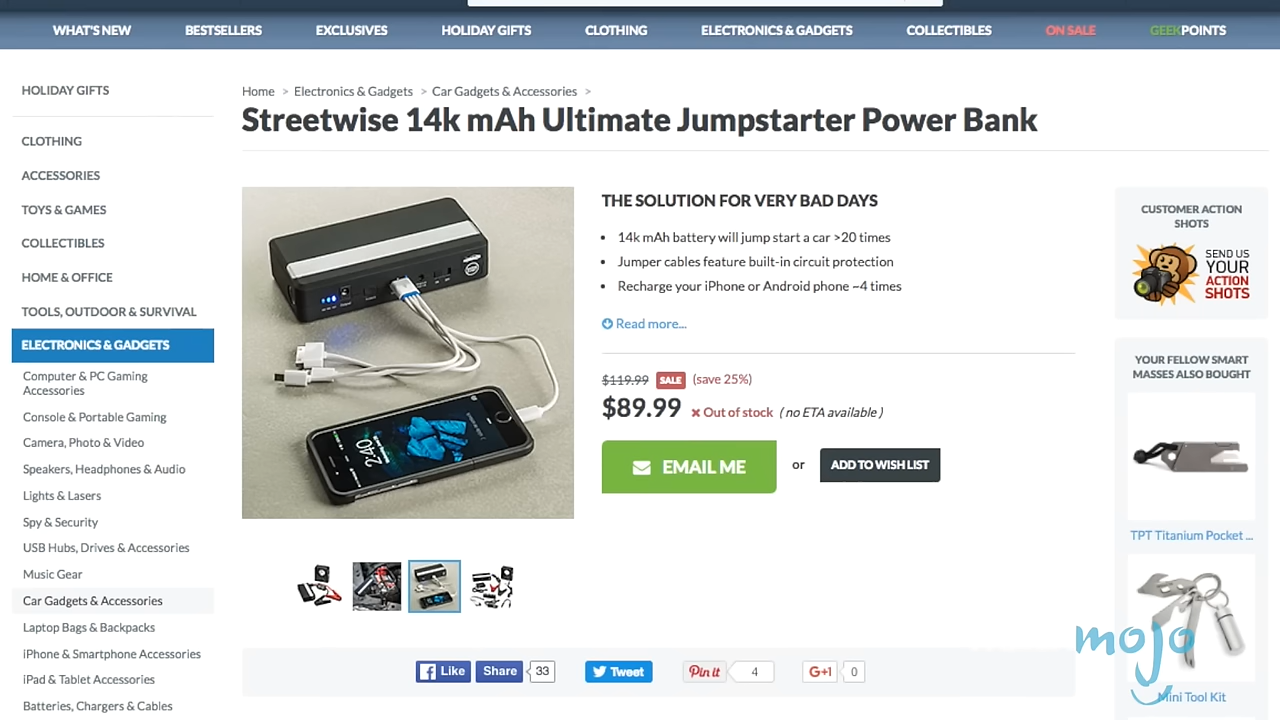 WHAT'S NEW
BESTSELLERS
EXCLUSIVES
HOLIDAY GIFTS
CLOTHING
ELECTRONICS & GADGETS
COLLECTIBLES
ON SALE
GEEKPOINTS
HOLIDAY GIFTS
CLOTHING
ACCESSORIES
TOYS & GAMES
COLLECTIBLES
HOME & OFFICE
TOOLS, OUTDOOR & SURVIVAL
ELECTRONICS & GADGETS
Computer & PC Gaming
Accessories
Console & Portable Gaming
Camera, Photo & Video
Speakers, Headphones & Audio
Lights & Lasers
Spy & Security
USB Hubs, Drives & Accessories
Music Gear
Car Gadgets & Accessories
Laptop Bags & Backpacks
iPhone & Smartphone Accessories
iPad & Tablet Accessories
Batteries, Chargers & Cables
Home > Electronics & Gadgets > Car Gadgets & Accessories >
Streetwise 14k mAh Ultimate Jumpstarter Power Bank
2:40
THE SOLUTION FOR VERY BAD DAYS
• 14k mAh battery will jump start a car >20 times
• Jumper cables feature built-in circuit protection
• Recharge your iPhone or Android phone ~4 times
Read more...
$119.99 SALE (save 25%)
$89.99 × Out of stock ( no ETA available )
EMAIL ME or ADD TO WISH LIST
Like Share 33 Tweet Pin it 4 G+1 0
CUSTOMER ACTION
SHOTS
SEND US
YOUR
ACTION
SHOTS
YOUR FELLOW SMART
MASSES ALSO BOUGHT
TPT Titanium Pocket ...
mojo
Mini Tool Kit